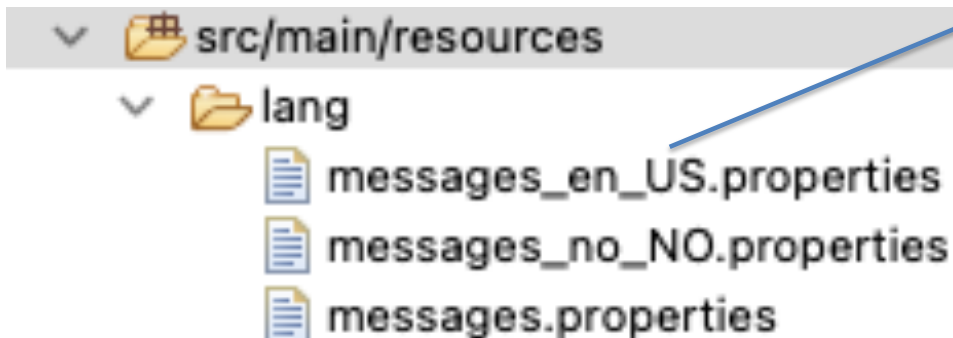 src/main/resources
lang
messages_en_US.properties
messages_no_NO.properties
messages.properties